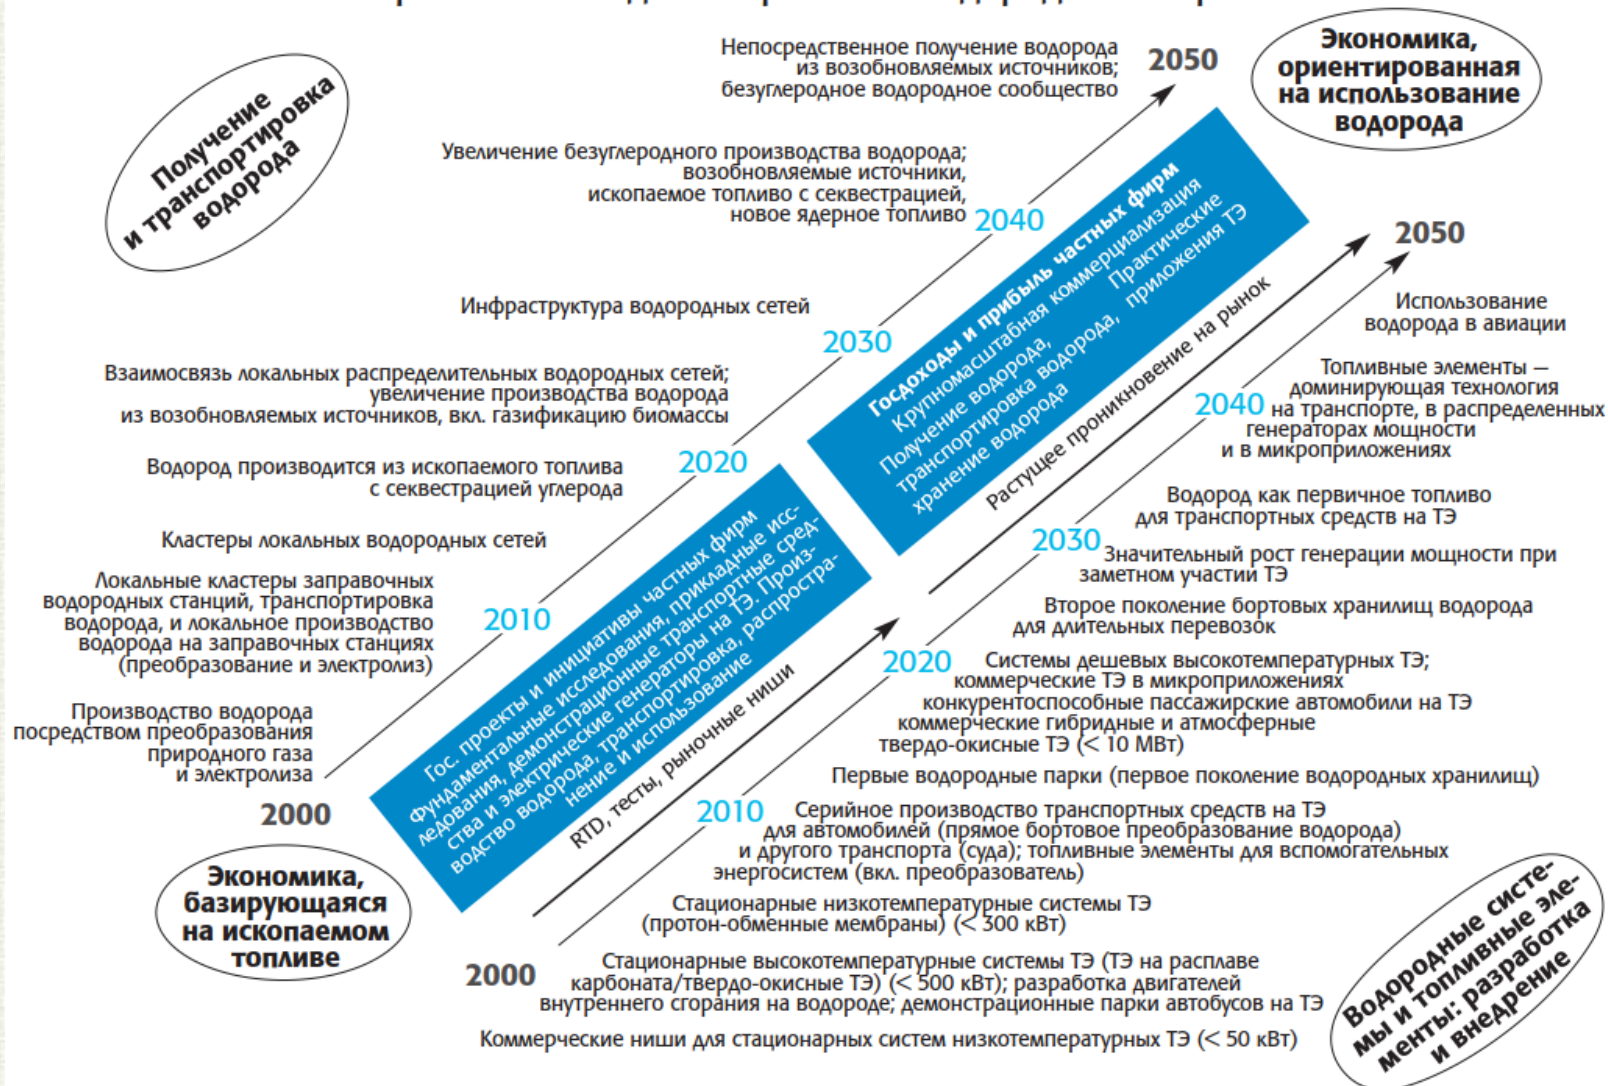 Непосредственное получение водорода
из возобновляемых источников;
безуглеродное водородное сообщество
2050
Экономика,
ориентированная
на использование
водорода
Получение
и транспортировка
водорода
Увеличение безуглеродного производства водорода;
возобновляемые источники,
ископаемое топливо с секвестрацией,
новое ядерное топливо
2040
Инфраструктура водородных сетей
2030
Взаимосвязь локальных распределительных водородных сетей;
увеличение производства водорода
из возобновляемых источников, вкл. газификацию биомассы
2020
Водород производится из ископаемого топлива
с секвестрацией углерода
Кластеры локальных водородных сетей
Локальные кластеры заправочных
водородных станций, транспортировка
водорода, и локальное производство
водорода на заправочных станциях
(преобразование и электролиз)
2010
Производство водорода
посредством преобразования
природного газа
и электролиза
2000
Экономика,
базирующаяся
на ископаемом
топливе
Госдоходы и прибыль частных фирм
Крупномасштабная коммерциализация
Получение водорода, Практические
транспортировка водорода, приложения ТЭ
хранение водорода
Гос. проекты и инициативы частных фирм
Фундаментальные исследования, прикладные исс-
ледования, демонстрационные транспортные сред-
ства и электрические генераторы на ТЭ. Произ-
водство водорода, транспортировка, распростра-
нение и использование
RTD, тесты, рыночные ниши
Растущее проникновение на рынок
2050
Использование
водорода в авиации
2040
Топливные элементы –
доминирующая технология
на транспорте, в распределенных
генераторах мощности
и в микроприложениях
Водород как первичное топливо
для транспортных средств на ТЭ
2030
Значительный рост генерации мощности при
заметном участии ТЭ
Второе поколение бортовых хранилищ водорода
для длительных перевозок
2020
Системы дешевых высокотемпературных ТЭ;
коммерческие ТЭ в микроприложениях
конкурентоспособные пассажирские автомобили на ТЭ
коммерческие гибридные и атмосферные
твердо-окисные ТЭ (< 10 МВт)
Первые водородные парки (первое поколение водородных хранилищ)
2010
Серийное производство транспортных средств на ТЭ
для автомобилей (прямое бортовое преобразование водорода)
и другого транспорта (суда); топливные элементы для вспомогательных
энергосистем (вкл. преобразователь)
Стационарные низкотемпературные системы ТЭ
(протон-обменные мембраны) (< 300 кВт)
2000
Стационарные высокотемпературные системы ТЭ (ТЭ на расплаве
карбоната/твердо-окисные ТЭ) (< 500 кВт); разработка двигателей
внутреннего сгорания на водороде; демонстрационные парки автобусов на ТЭ
Коммерческие ниши для стационарных систем низкотемпературных ТЭ (< 50 кВт)
Водородные систе-
мы и топливные эле-
менты: разработка
и внедрение